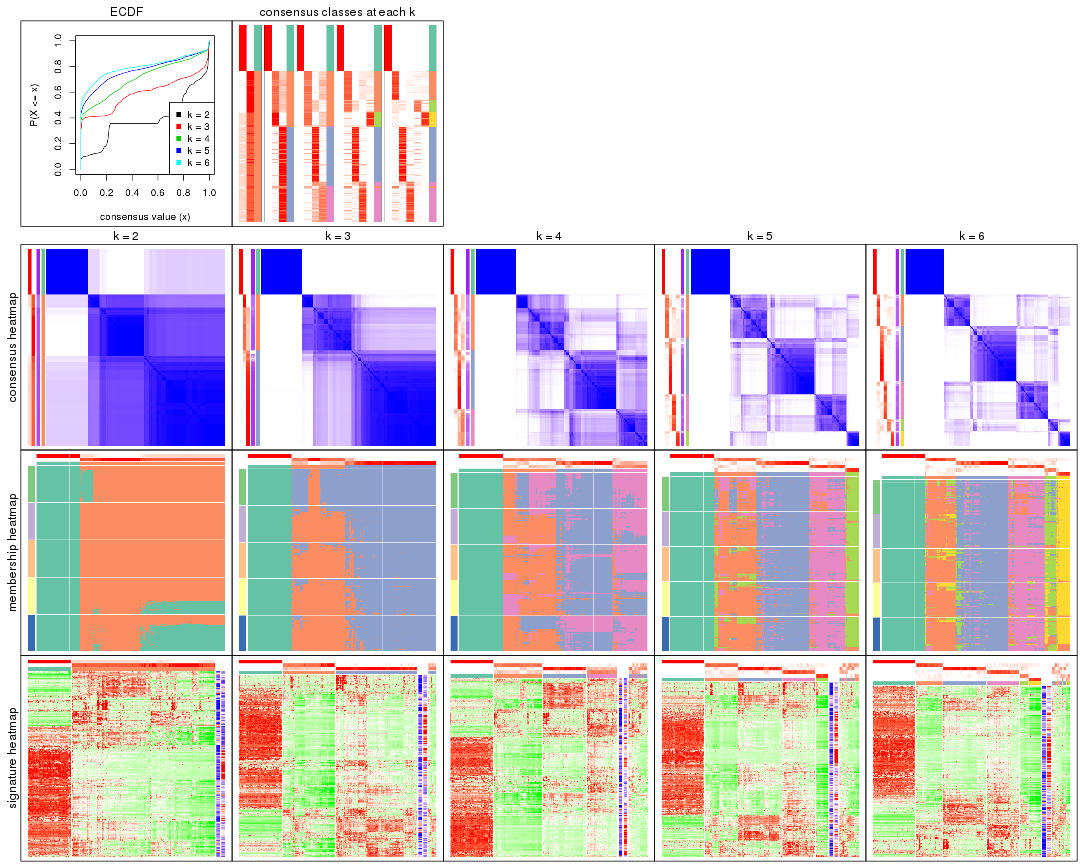 ECDF
consensus classes at each k
P(X <= x)
1.0
0.8
0.6
0.4
0.2
0.0
k = 2
k = 3
k = 4
k = 5
k = 6
0.0 0.2 0.4 0.6 0.8 1.0
consensus value (x)
k = 2 k = 3 k = 4 k = 5 k = 6
consensus heatmap
membership heatmap
signature heatmap